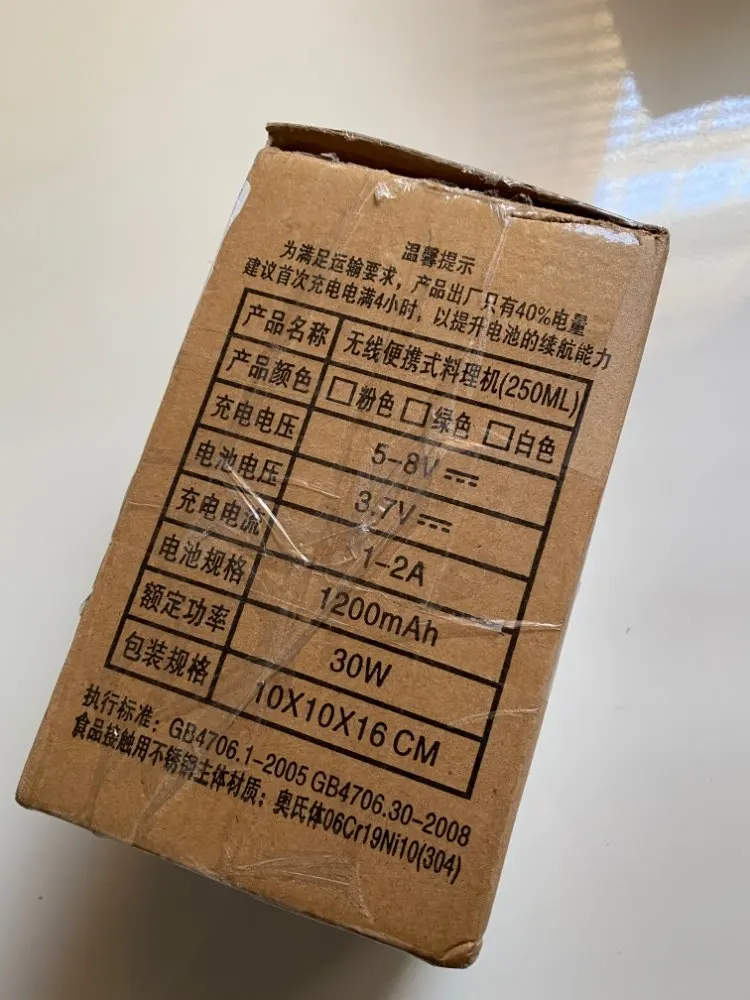 温馨提示
为满足运输要求，产品出厂只有40%电量
建议首次充电电满4小时，以提升电池的续航能力
产品名称 无线便携式料理机(250ML)
产品颜色 □粉色 □绿色 □白色
充电电压 5-8V⎓
电池电压 3.7V⎓
充电电流 1-2A
电池规格 1200mAh
额定功率 30W
包装规格 10X10X16 CM
执行标准：GB4706.1-2005 GB4706.30-2008
食品接触用不锈钢主体材质：奥氏体06Cr19Ni10(304)